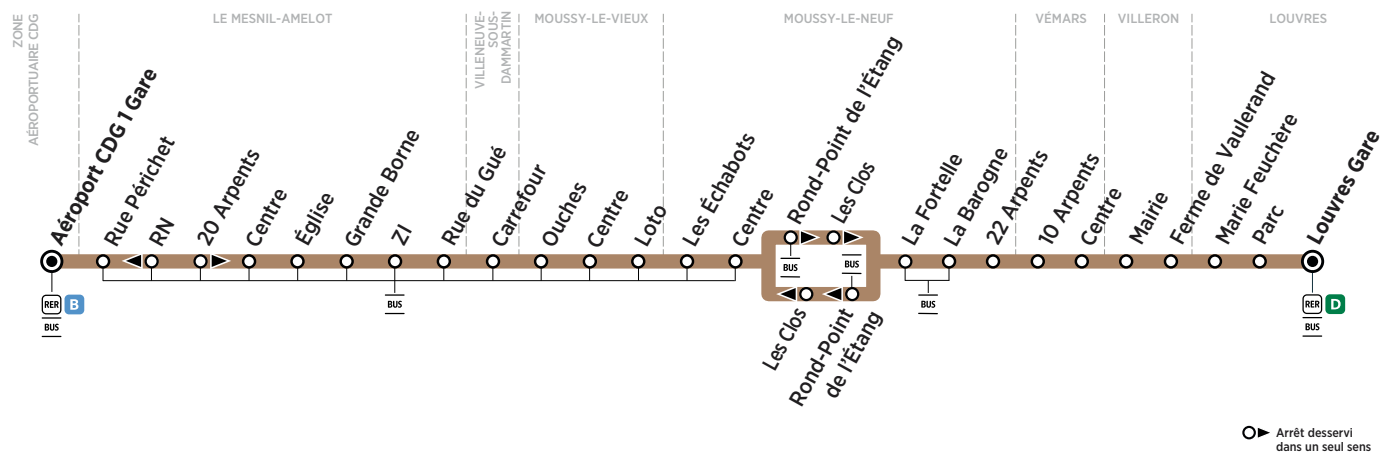 ZONE
AÉROPORTUAIRE CDG
LE MESNIL-AMELOT
VILLENEUVE-
SOUS-
DAMMARTIN
MOUSSY-LE-VIEUX
MOUSSY-LE-NEUF
VÉMARS
VILLERON
LOUVRES
Aéroport CDG 1 Gare
Rue Périchet
RN
20 Arpents
Centre
Église
Grande Borne
ZI
Rue du Gué
Carrefour
Ouches
Centre
Loto
Les Échabots
Centre
Rond-Point de l'Étang
Les Clos
La Fortelle
La Barogne
22 Arpents
10 Arpents
Centre
Mairie
Ferme de Vaulerand
Marie Feuchère
Parc
Louvres Gare
BUS
BUS
Les Clos
Rond-Point
de l'Étang
RER B
BUS
BUS
BUS
RER D
BUS
Arrêt desservi
dans un seul sens